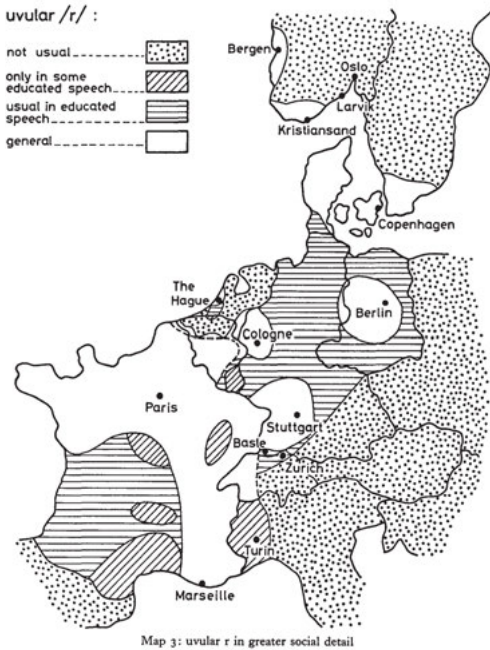 uvular /r/ :
not usual
only in some
educated speech
usual in educated
speech
general
Bergen
Oslo
Larvik
Kristiansand
Copenhagen
The
Hague
Berlin
Cologne
Paris
Stuttgart
Basle
Zurich
Turin
Marseille
Map 3: uvular r in greater social detail